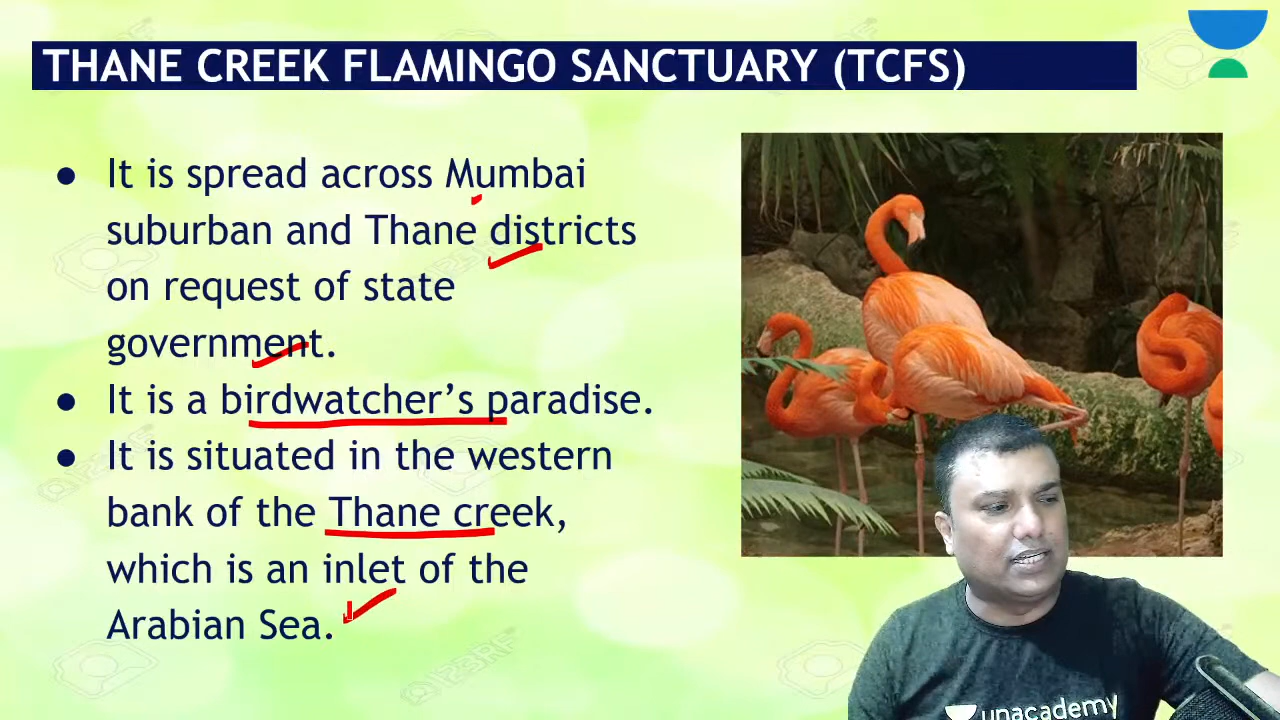 THANE CREEK FLAMINGO SANCTUARY (TCFS)
● It is spread across Mumbai
suburban and Thane districts
on request of state
government.
● It is a birdwatcher’s paradise.
● It is situated in the western
bank of the Thane creek,
which is an inlet of the
Arabian Sea.
unacademy